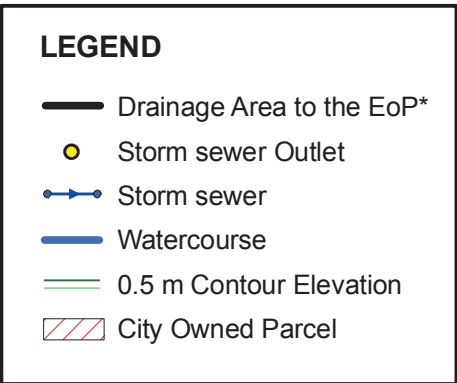 LEGEND
Drainage Area to the EoP*
Storm sewer Outlet
Storm sewer
Watercourse
0.5 m Contour Elevation
City Owned Parcel